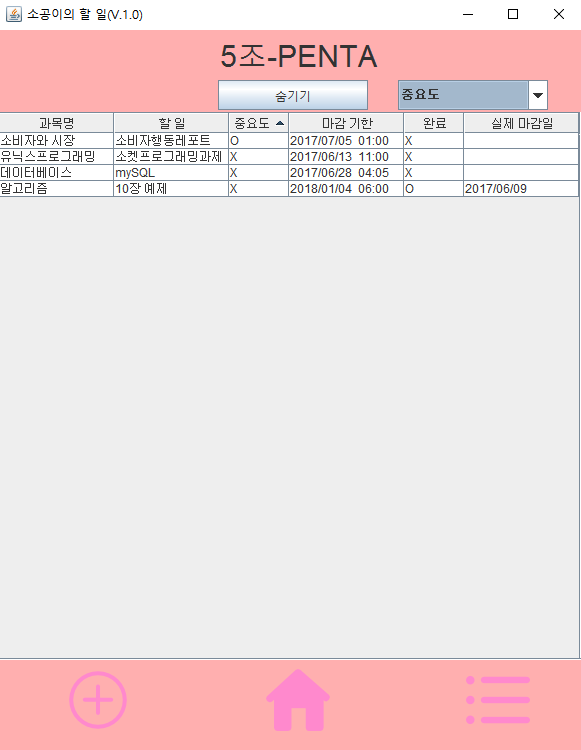 소공이의 할 일(V.1.0)
5조-PENTA
숨기기 중요도
과목명 할 일 중요도 마감 기한 완료 실제 마감일
소비자와 시장 소비자행동레포트 O 2017/07/05 01:00 X
유닉스프로그래밍 소켓프로그래밍과제 X 2017/06/13 11:00 X
데이터베이스 mySQL X 2017/06/28 04:05 X
알고리즘 10장 예제 X 2018/01/04 06:00 O 2017/06/09